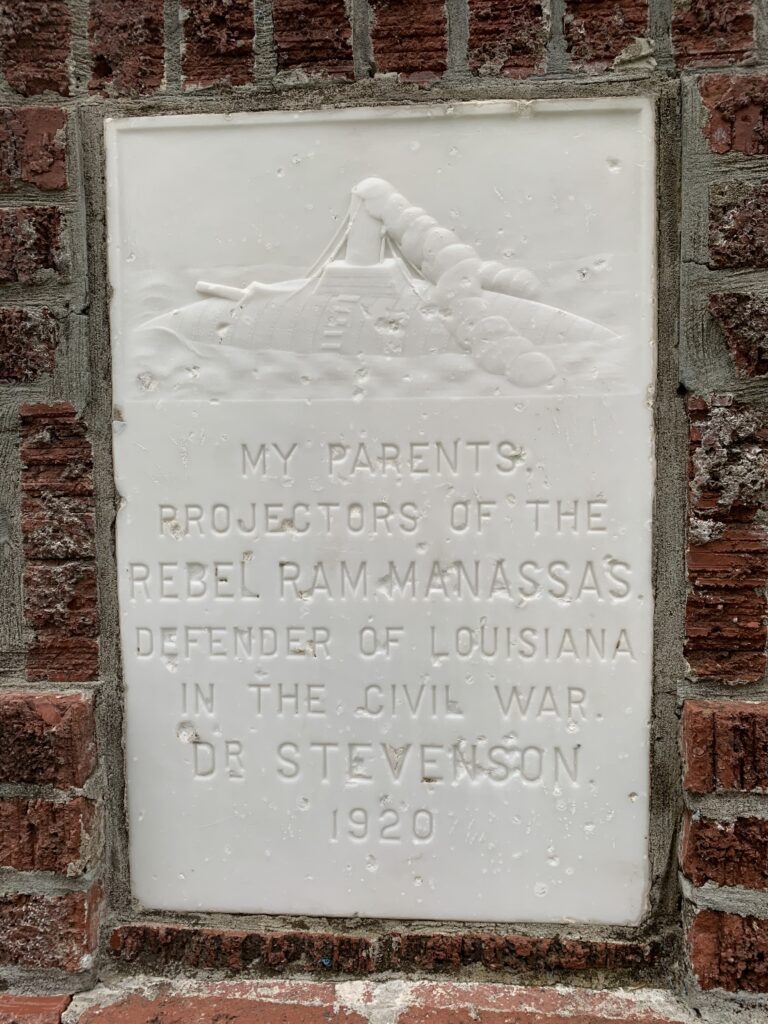 MY PARENTS.
PROJECTORS OF THE
REBEL RAM MANASSAS.
DEFENDER OF LOUISIANA
IN THE CIVIL WAR.
DR STEVENSON.
1920